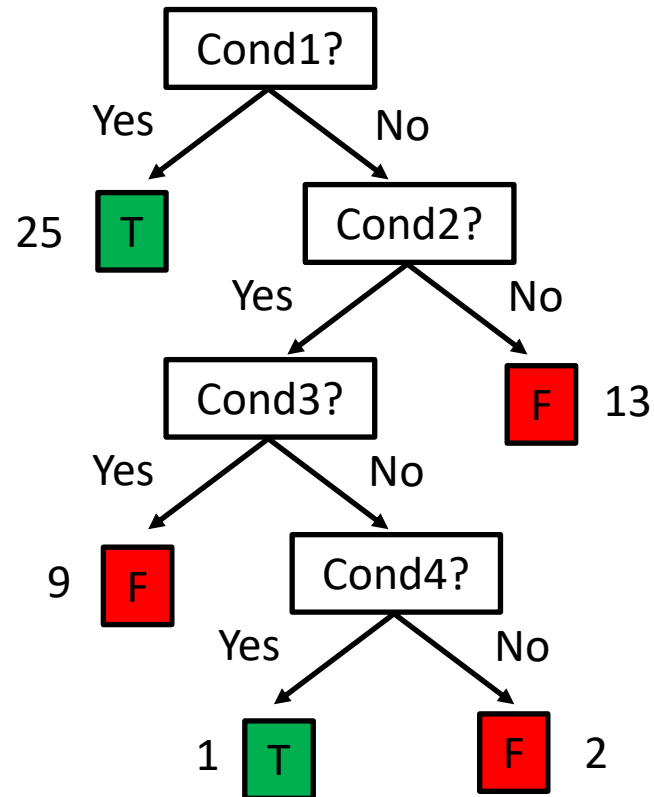 Cond1?
Yes
No
25
T
Cond2?
Yes
No
Cond3?
F
13
Yes
No
9
F
Cond4?
Yes
No
1
T
F
2